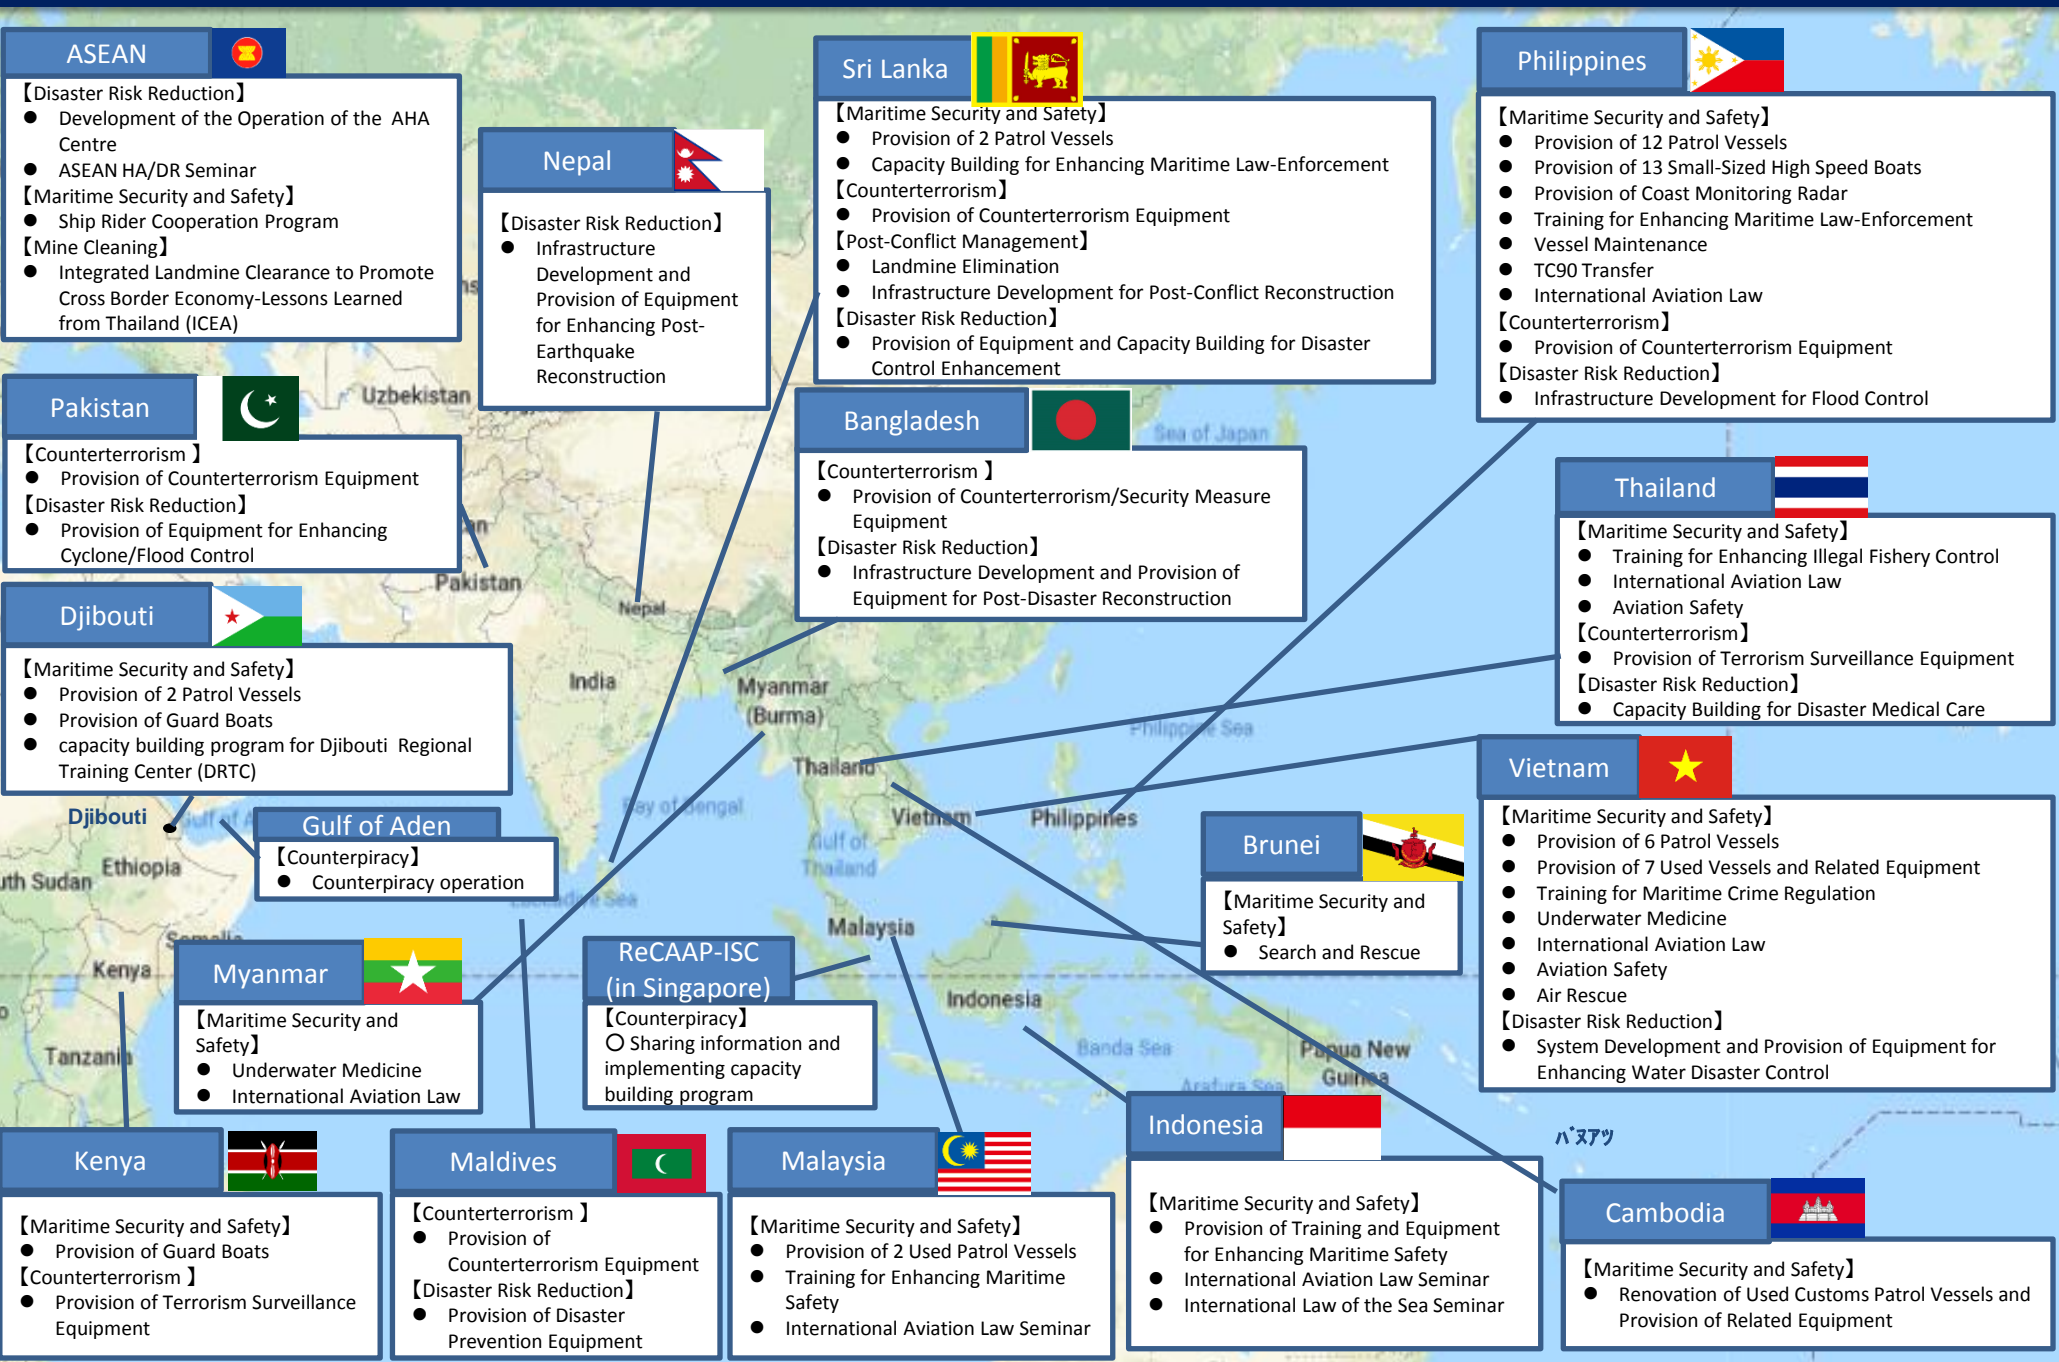 ASEAN
【Disaster Risk Reduction】
● Development of the Operation of the AHA
Centre
● ASEAN HA/DR Seminar
【Maritime Security and Safety】
● Ship Rider Cooperation Program
【Mine Cleaning】
● Integrated Landmine Clearance to Promote
Cross Border Economy-Lessons Learned
from Thailand (ICEA)
Nepal
【Disaster Risk Reduction】
● Infrastructure
Development and
Provision of Equipment
for Enhancing Post-
Earthquake
Reconstruction
Sri Lanka
【Maritime Security and Safety】
● Provision of 2 Patrol Vessels
● Capacity Building for Enhancing Maritime Law-Enforcement
【Counterterrorism】
● Provision of Counterterrorism Equipment
【Post-Conflict Management】
● Landmine Elimination
● Infrastructure Development for Post-Conflict Reconstruction
【Disaster Risk Reduction】
● Provision of Equipment and Capacity Building for Disaster
Control Enhancement
Philippines
【Maritime Security and Safety】
● Provision of 12 Patrol Vessels
● Provision of 13 Small-Sized High Speed Boats
● Provision of Coast Monitoring Radar
● Training for Enhancing Maritime Law-Enforcement
● Vessel Maintenance
● TC90 Transfer
● International Aviation Law
【Counterterrorism】
● Provision of Counterterrorism Equipment
【Disaster Risk Reduction】
● Infrastructure Development for Flood Control
Pakistan
【Counterterrorism 】
● Provision of Counterterrorism Equipment
【Disaster Risk Reduction】
● Provision of Equipment for Enhancing
Cyclone/Flood Control
Uzbekistan
Bangladesh
【Counterterrorism 】
● Provision of Counterterrorism/Security Measure
Equipment
【Disaster Risk Reduction】
● Infrastructure Development and Provision of
Equipment for Post-Disaster Reconstruction
Sea of Japan
Thailand
【Maritime Security and Safety】
● Training for Enhancing Illegal Fishery Control
● International Aviation Law
● Aviation Safety
【Counterterrorism】
● Provision of Terrorism Surveillance Equipment
【Disaster Risk Reduction】
● Capacity Building for Disaster Medical Care
Djibouti
【Maritime Security and Safety】
● Provision of 2 Patrol Vessels
● Provision of Guard Boats
● capacity building program for Djibouti Regional
Training Center (DRTC)
Pakistan
Nepal
India
Myanmar
(Burma)
Philippine Sea
Thailand
Bay of Bengal
Vietnam
Philippines
Gulf of
Thailand
Malaysia
Indonesia
Banda Sea
Arafura Sea
Papua New
Guinea
Laccadive Sea
Djibouti
Gulf of A
Ethiopia
uth Sudan
Somalia
Kenya
Tanzania
Gulf of Aden
【Counterpiracy】
● Counterpiracy operation
Vietnam
【Maritime Security and Safety】
● Provision of 6 Patrol Vessels
● Provision of 7 Used Vessels and Related Equipment
● Training for Maritime Crime Regulation
● Underwater Medicine
● International Aviation Law
● Aviation Safety
● Air Rescue
【Disaster Risk Reduction】
● System Development and Provision of Equipment for
Enhancing Water Disaster Control
Brunei
【Maritime Security and
Safety】
● Search and Rescue
Myanmar
【Maritime Security and
Safety】
● Underwater Medicine
● International Aviation Law
ReCAAP-ISC
(in Singapore)
【Counterpiracy】
○ Sharing information and
implementing capacity
building program
Kenya
【Maritime Security and Safety】
● Provision of Guard Boats
【Counterterrorism 】
● Provision of Terrorism Surveillance
Equipment
Maldives
【Counterterrorism 】
● Provision of
Counterterrorism Equipment
【Disaster Risk Reduction】
● Provision of Disaster
Prevention Equipment
Malaysia
【Maritime Security and Safety】
● Provision of 2 Used Patrol Vessels
● Training for Enhancing Maritime
Safety
● International Aviation Law Seminar
Indonesia
【Maritime Security and Safety】
● Provision of Training and Equipment
for Enhancing Maritime Safety
● International Aviation Law Seminar
● International Law of the Sea Seminar
バヌアツ
Cambodia
【Maritime Security and Safety】
● Renovation of Used Customs Patrol Vessels and
Provision of Related Equipment